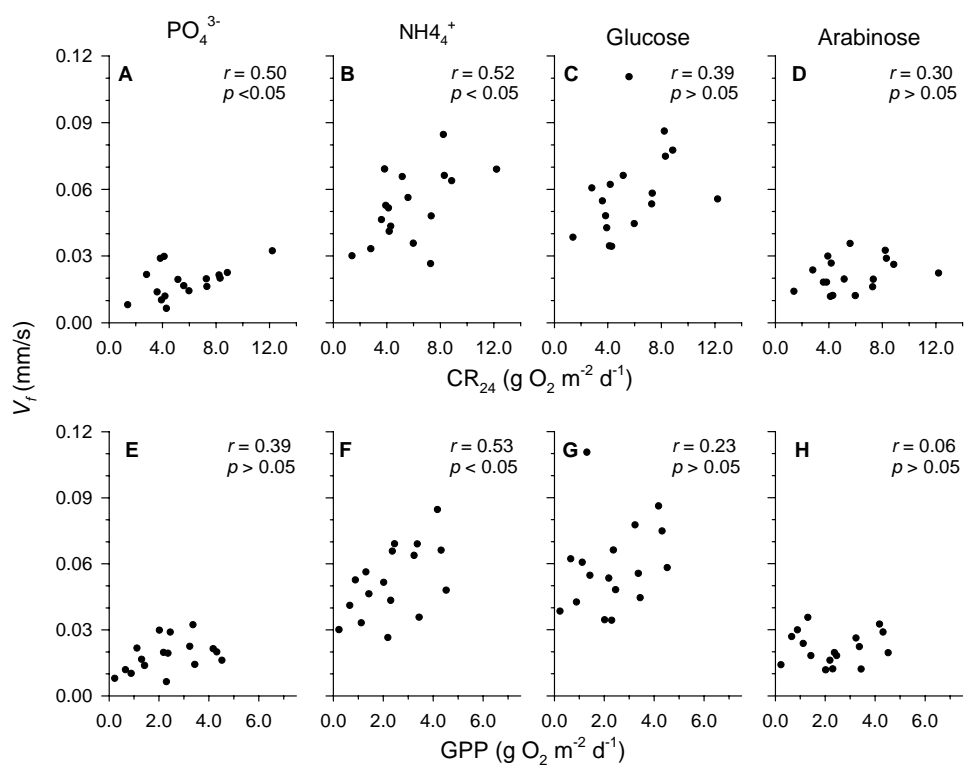 PO₄³⁻ NH4₄⁺ Glucose Arabinose
A r = 0.50 B r = 0.52 C r = 0.39 D r = 0.30
p <0.05 p < 0.05 p > 0.05 p > 0.05
0.12
0.09
0.06
0.03
0.00
0.0 4.0 8.0 12.0 0.0 4.0 8.0 12.0 0.0 4.0 8.0 12.0 0.0 4.0 8.0 12.0
CR₂₄ (g O₂ m⁻² d⁻¹)
V_f (mm/s)
E r = 0.39 F r = 0.53 G r = 0.23 H r = 0.06
p > 0.05 p < 0.05 p > 0.05 p > 0.05
0.12
0.09
0.06
0.03
0.00
0.0 2.0 4.0 6.0 0.0 2.0 4.0 6.0 0.0 2.0 4.0 6.0 0.0 2.0 4.0 6.0
GPP (g O₂ m⁻² d⁻¹)